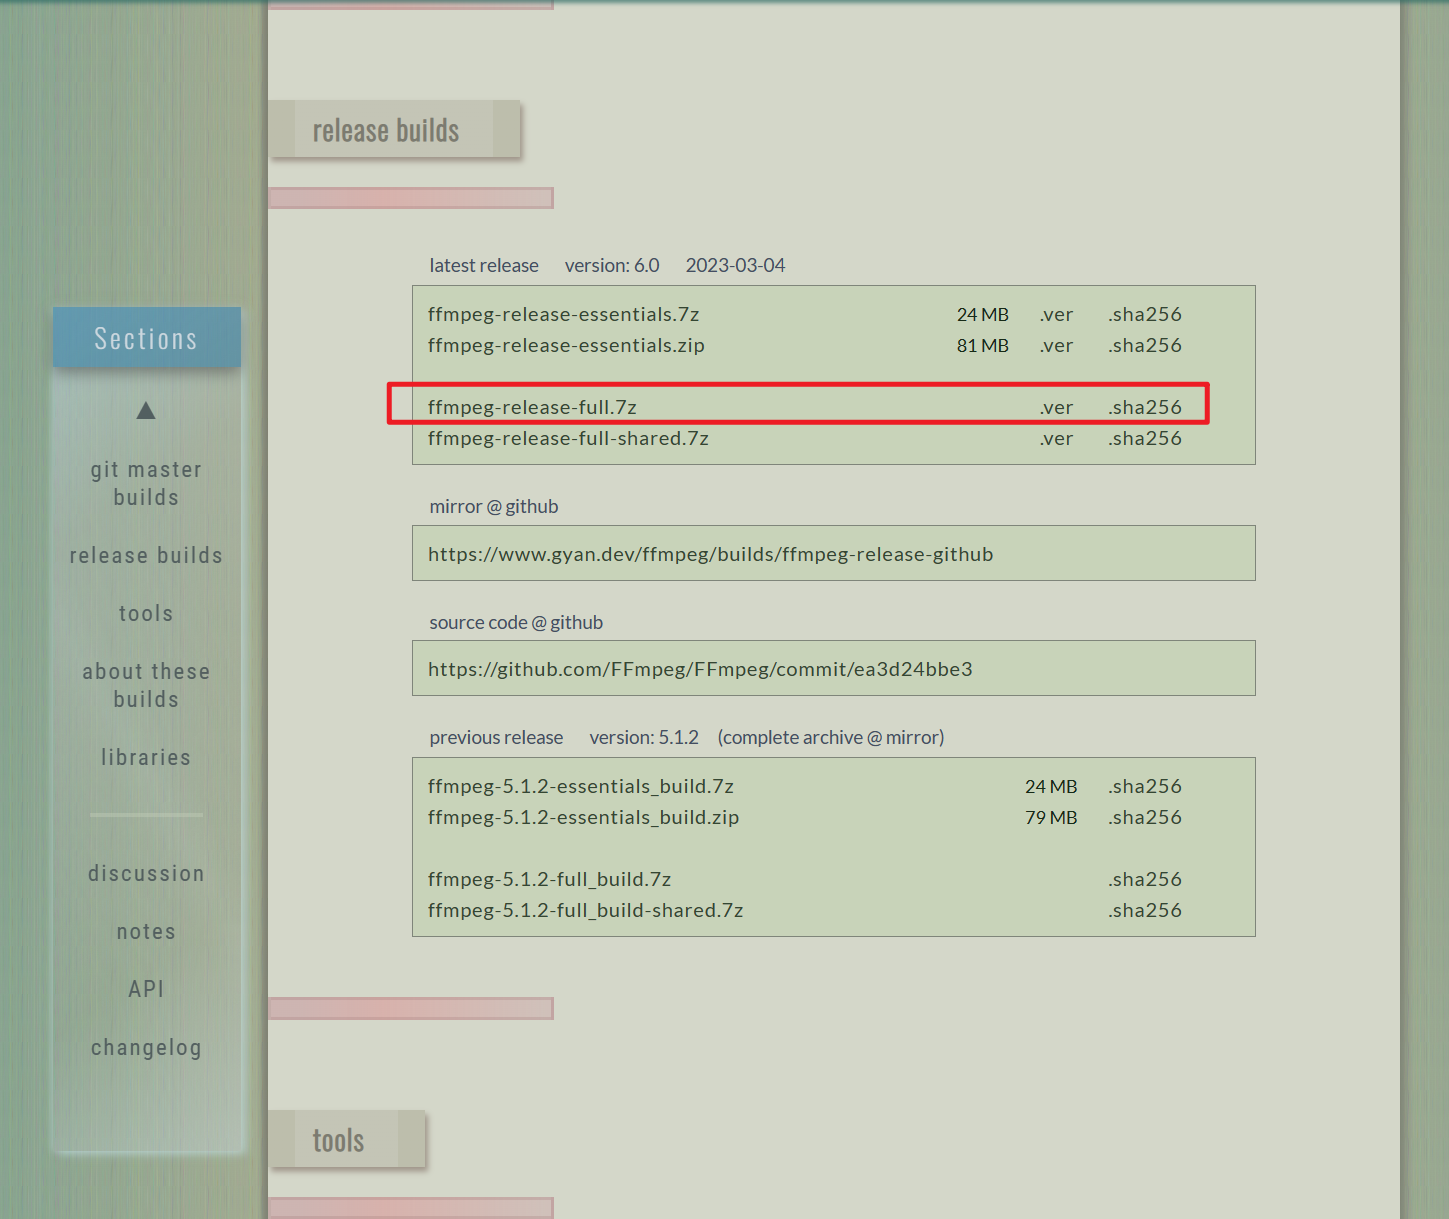 release builds
latest release version: 6.0 2023-03-04
ffmpeg-release-essentials.7z 24 MB .ver .sha256
ffmpeg-release-essentials.zip 81 MB .ver .sha256
ffmpeg-release-full.7z .ver .sha256
ffmpeg-release-full-shared.7z .ver .sha256
mirror @ github
https://www.gyan.dev/ffmpeg/builds/ffmpeg-release-github
source code @ github
https://github.com/FFmpeg/FFmpeg/commit/ea3d24bbe3
previous release version: 5.1.2 (complete archive @ mirror)
ffmpeg-5.1.2-essentials_build.7z 24 MB .sha256
ffmpeg-5.1.2-essentials_build.zip 79 MB .sha256
ffmpeg-5.1.2-full_build.7z .sha256
ffmpeg-5.1.2-full_build-shared.7z .sha256
tools
Sections
▲
git master
builds
release builds
tools
about these
builds
libraries
discussion
notes
API
changelog